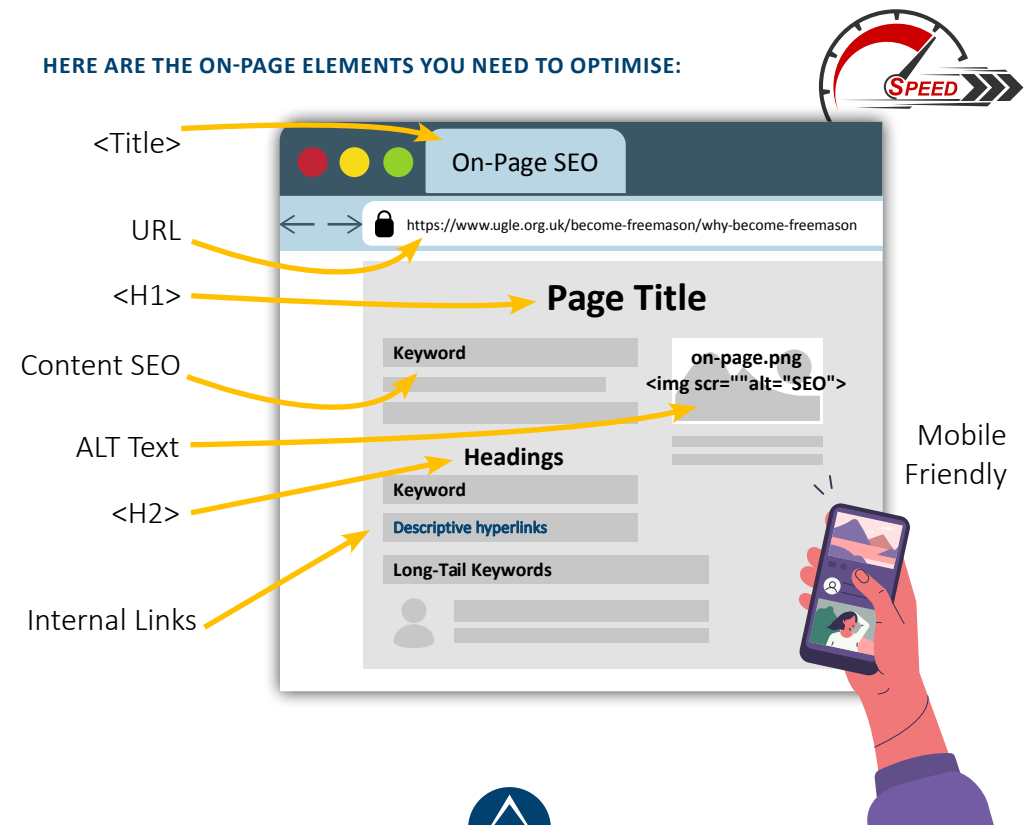 HERE ARE THE ON-PAGE ELEMENTS YOU NEED TO OPTIMISE:
SPEED
<Title>
On-Page SEO
URL
https://www.ugle.org.uk/become-freemason/why-become-freemason
<H1>
Page Title
Content SEO
Keyword
on-page.png
<img scr=""alt="SEO">
ALT Text
Headings
Mobile
Friendly
<H2>
Keyword
Descriptive hyperlinks
Long-Tail Keywords
Internal Links